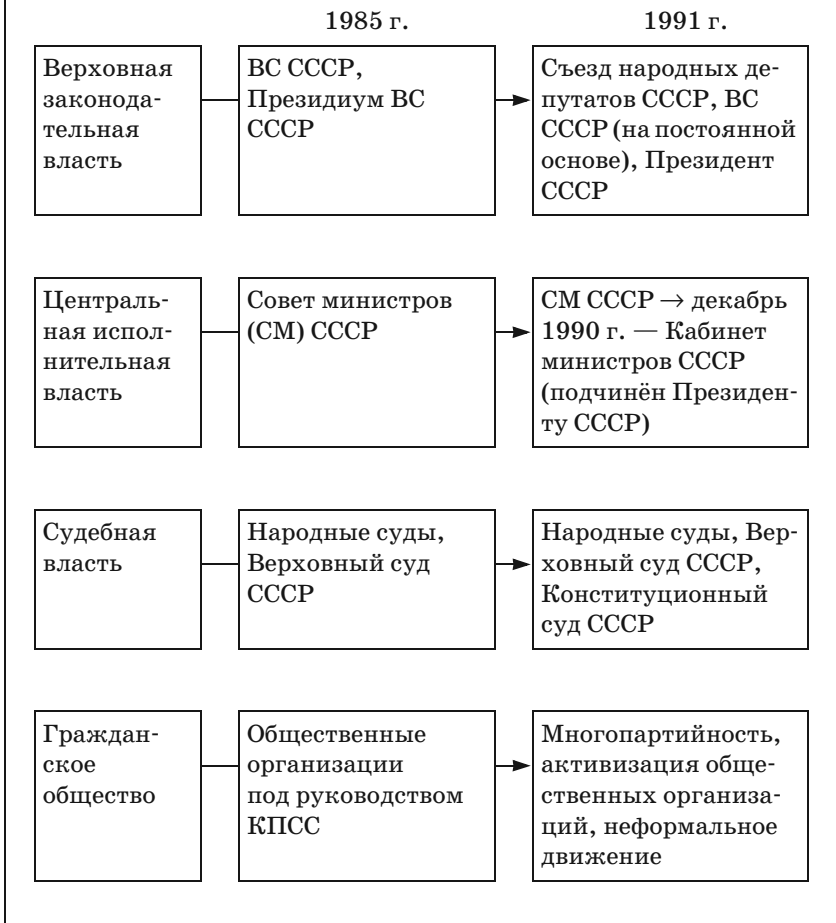 1985 г.
1991 г.
Верховная
законода-
тельная
власть
ВС СССР,
Президиум ВС
СССР
Съезд народных де-
путатов СССР, ВС
СССР (на постоянной
основе), Президент
СССР
Централь-
ная испол-
нительная
власть
Совет министров
(СМ) СССР
СМ СССР → декабрь
1990 г. — Кабинет
министров СССР
(подчинён Президен-
ту СССР)
Судебная
власть
Народные суды,
Верховный суд
СССР
Народные суды, Вер-
ховный суд СССР,
Конституционный
суд СССР
Граждан-
ское
общество
Общественные
организации
под руководством
КПСС
Многопартийность,
активизация обще-
ственных организа-
ций, неформальное
движение